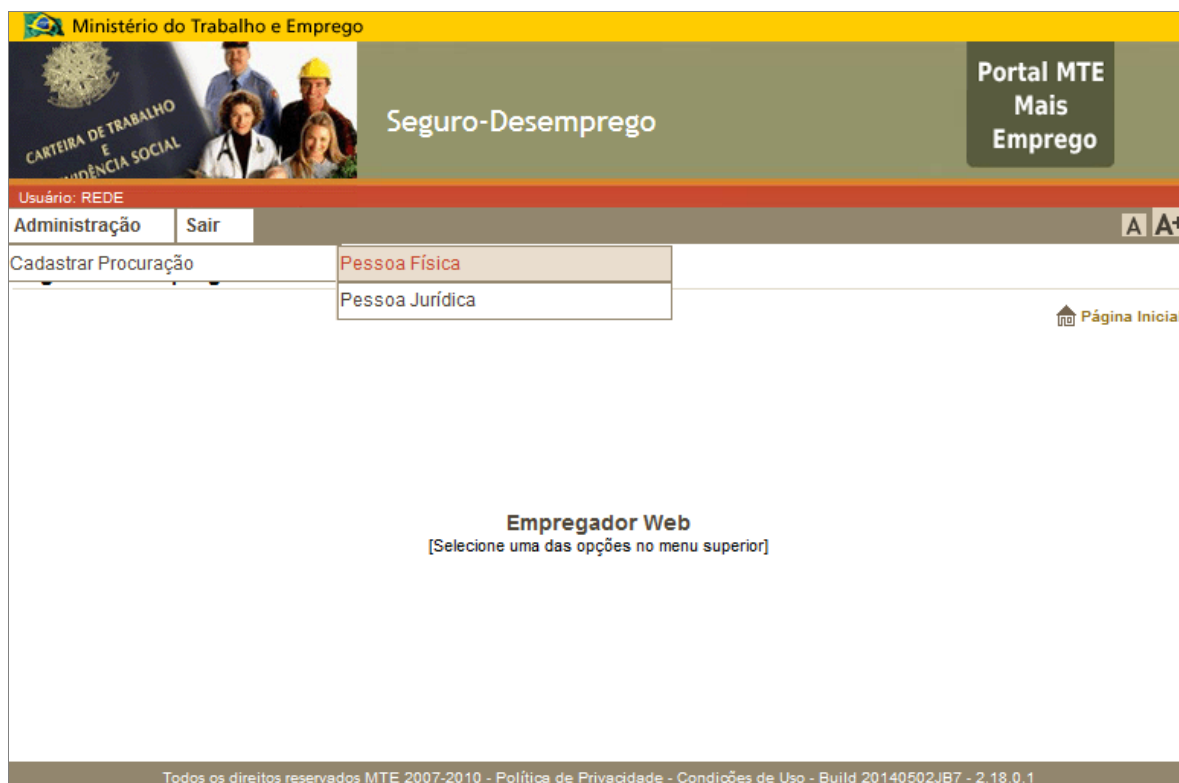 Ministério do Trabalho e Emprego
CARTEIRA DE TRABALHO
E
SOCIAL
Seguro-Desemprego
Portal MTE
Mais
Emprego
Usuário: REDE
Administração Sair A A+
Cadastrar Procuração Pessoa Física
Pessoa Jurídica
Página Inicial
Empregador Web
[Selecione uma das opções no menu superior]
Todos os direitos reservados MTE 2007-2010 - Política de Privacidade - Condições de Uso - Build 20140502JB7 - 2.18.0.1